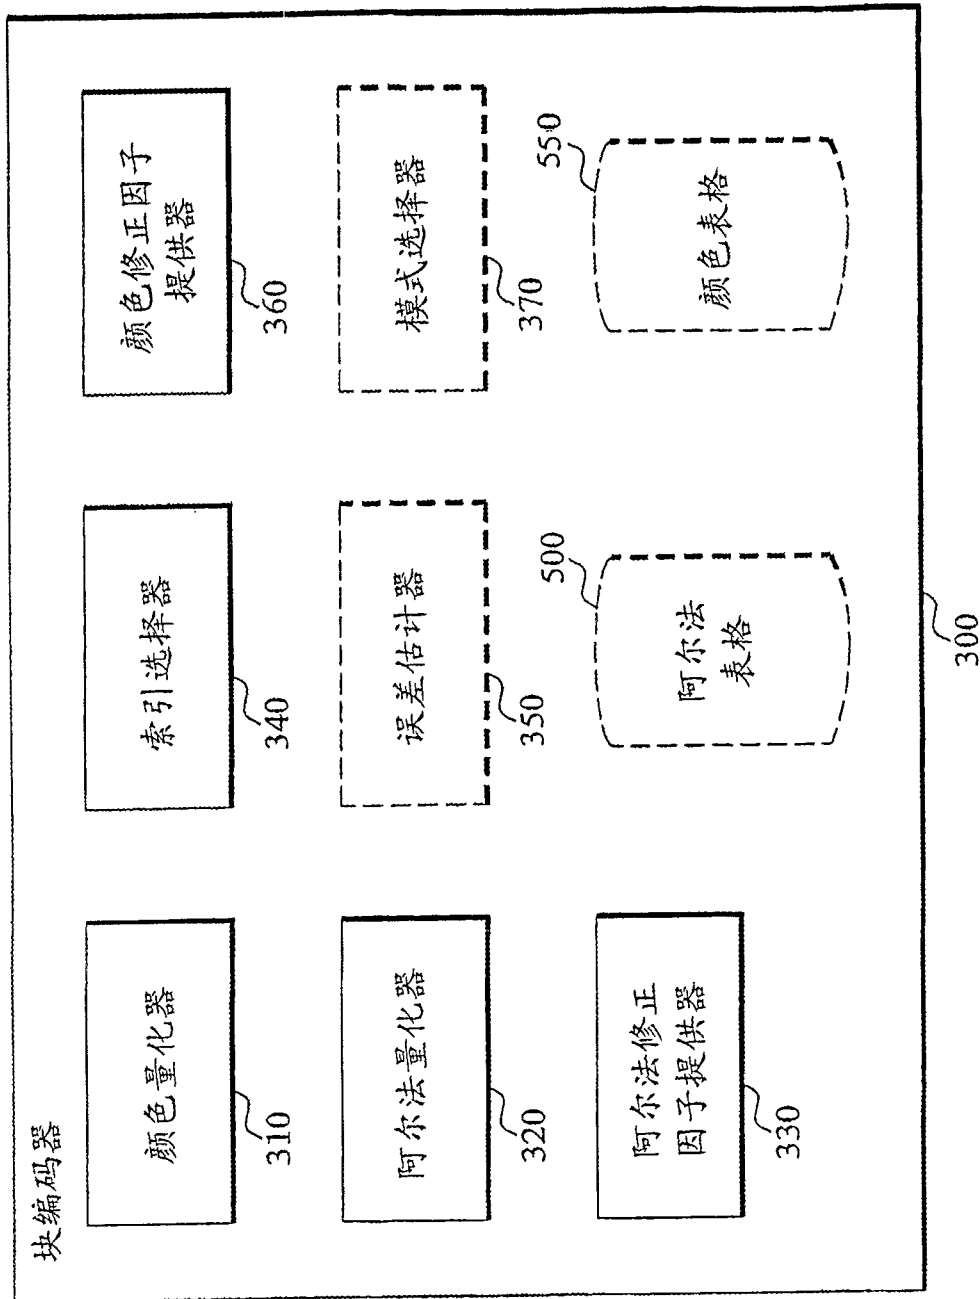 块编码器
颜色量化器
310
索引选择器
340
颜色修正因子
提供器
360
阿尔法量化器
320
误差估计器
350
模式选择器
370
阿尔法修正
因子提供器
330
阿尔法
表格
500
颜色表格
550
300